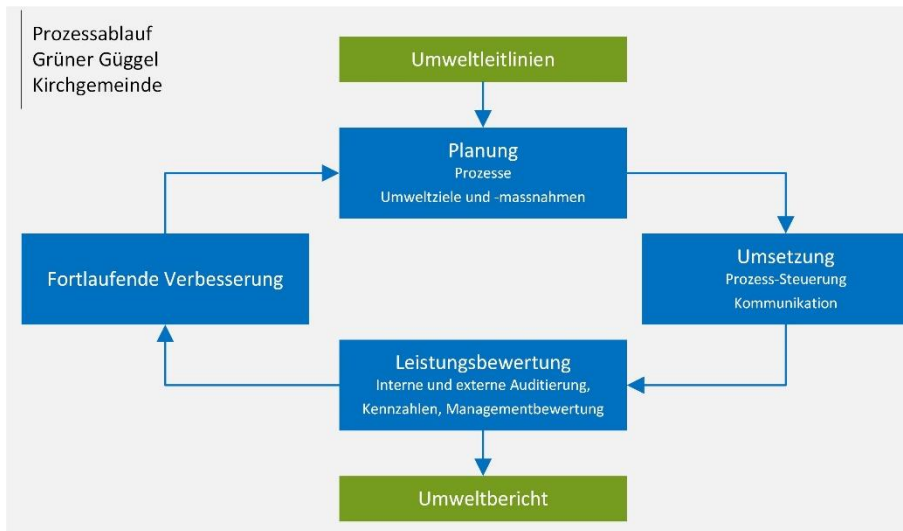 Prozessablauf
Grüner Güggel
Kirchgemeinde
Umweltleitlinien
Planung
Prozesse
Umweltziele und -massnahmen
Fortlaufende Verbesserung
Umsetzung
Prozess-Steuerung
Kommunikation
Leistungsbewertung
Interne und externe Auditierung,
Kennzahlen, Managementbewertung
Umweltbericht